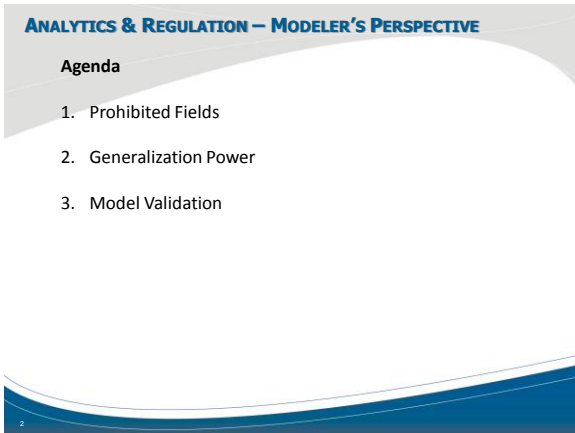 ANALYTICS & REGULATION – MODELER'S PERSPECTIVE
Agenda
1. Prohibited Fields
2. Generalization Power
3. Model Validation
2